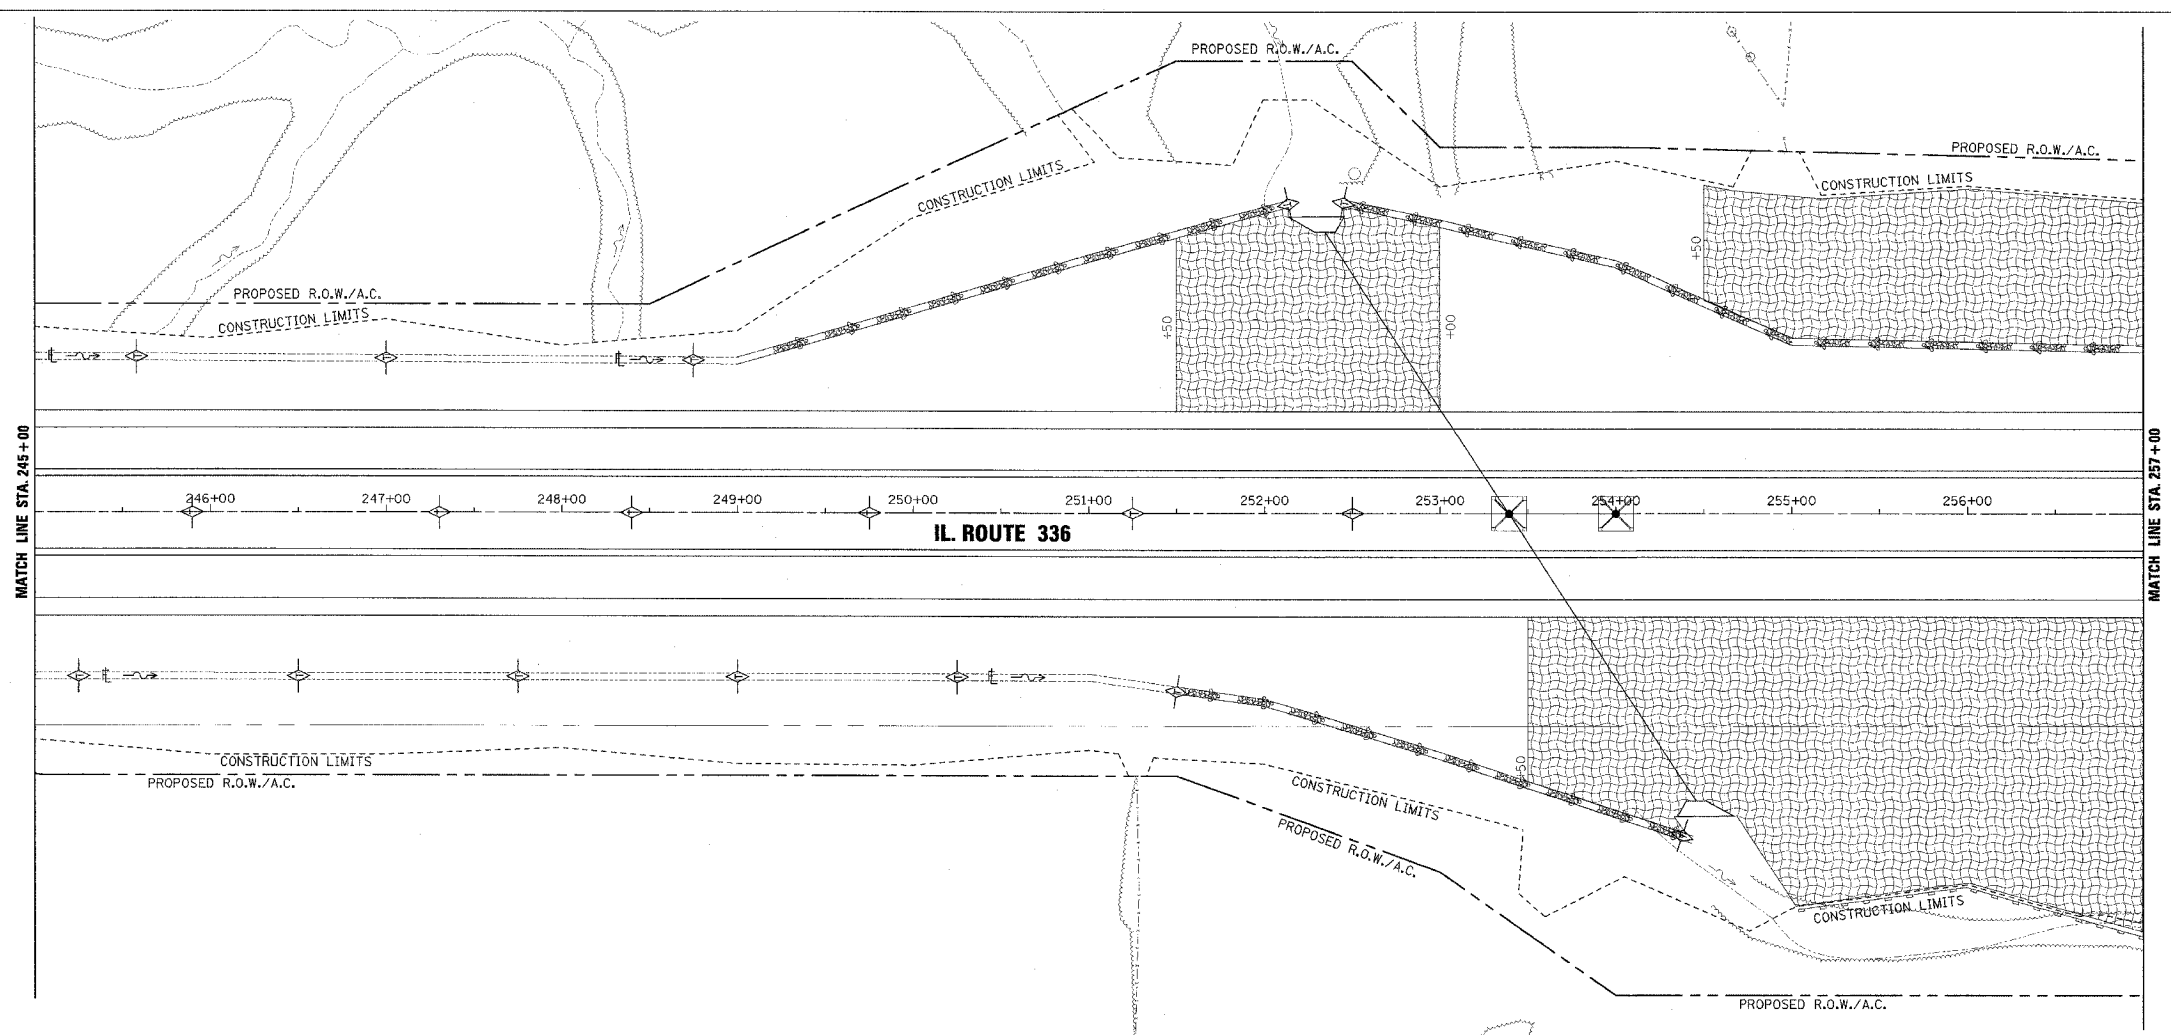 PROPOSED R.O.W./A.C.
PROPOSED R.O.W./A.C.
CONSTRUCTION LIMITS
CONSTRUCTION LIMITS
+50
PROPOSED R.O.W./A.C.
CONSTRUCTION LIMITS
+50
+00
MATCH LINE STA. 245+00
MATCH LINE STA. 257+00
246+00 247+00 248+00 249+00 250+00 251+00 252+00 253+00 254+00 255+00 256+00
IL. ROUTE 336
CONSTRUCTION LIMITS
PROPOSED R.O.W./A.C.
+50
CONSTRUCTION LIMITS
PROPOSED R.O.W./A.C.
CONSTRUCTION LIMITS
PROPOSED R.O.W./A.C.